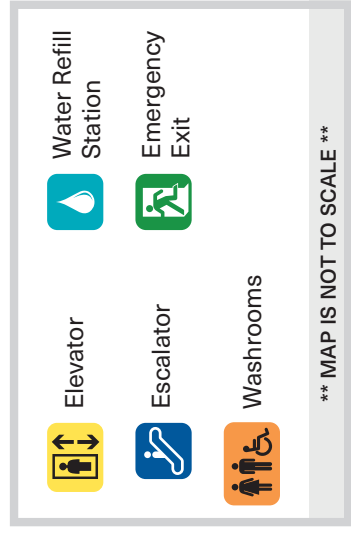 Elevator
Escalator
Washrooms
Water Refill
Station
Emergency
Exit
** MAP IS NOT TO SCALE **